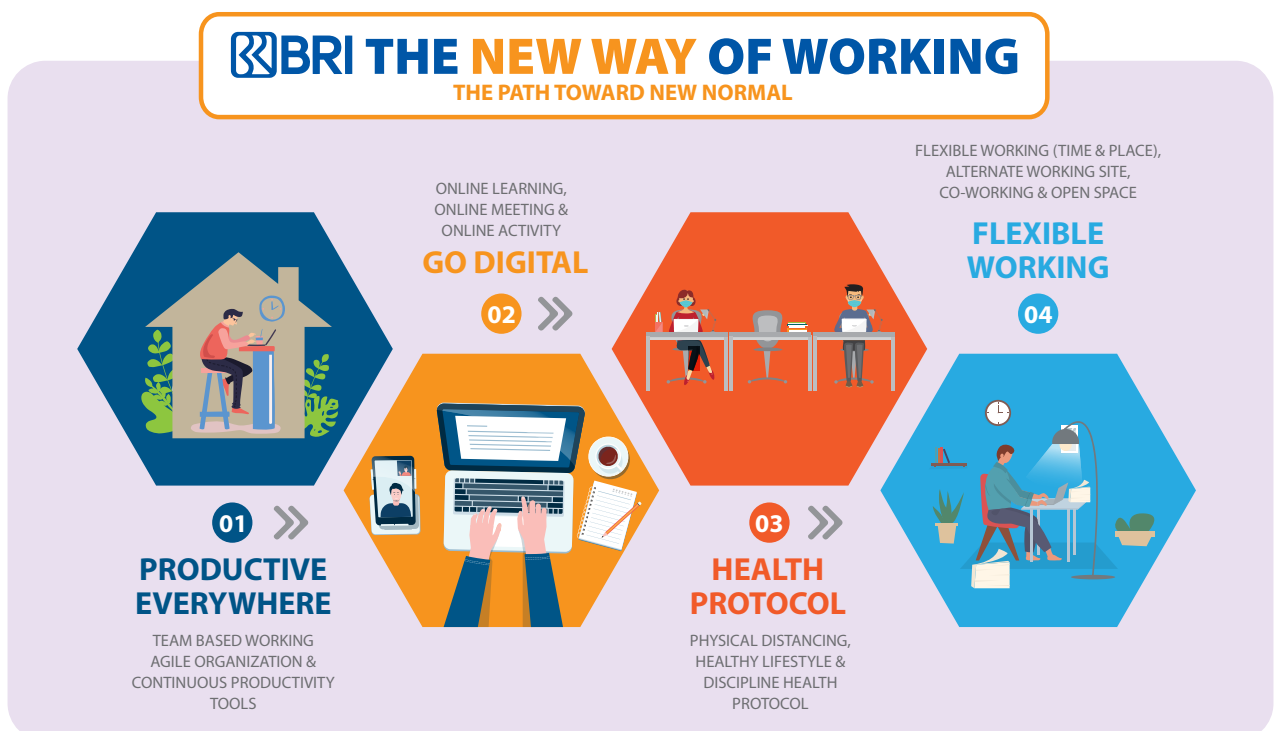 BRI THE NEW WAY OF WORKING
THE PATH TOWARD NEW NORMAL
01
PRODUCTIVE
EVERYWHERE
TEAM BASED WORKING
AGILE ORGANIZATION &
CONTINUOUS PRODUCTIVITY
TOOLS
ONLINE LEARNING,
ONLINE MEETING &
ONLINE ACTIVITY
GO DIGITAL
02
03
HEALTH
PROTOCOL
PHYSICAL DISTANCING,
HEALTHY LIFESTYLE &
DISCIPLINE HEALTH
PROTOCOL
FLEXIBLE WORKING (TIME & PLACE),
ALTERNATE WORKING SITE,
CO-WORKING & OPEN SPACE
FLEXIBLE
WORKING
04